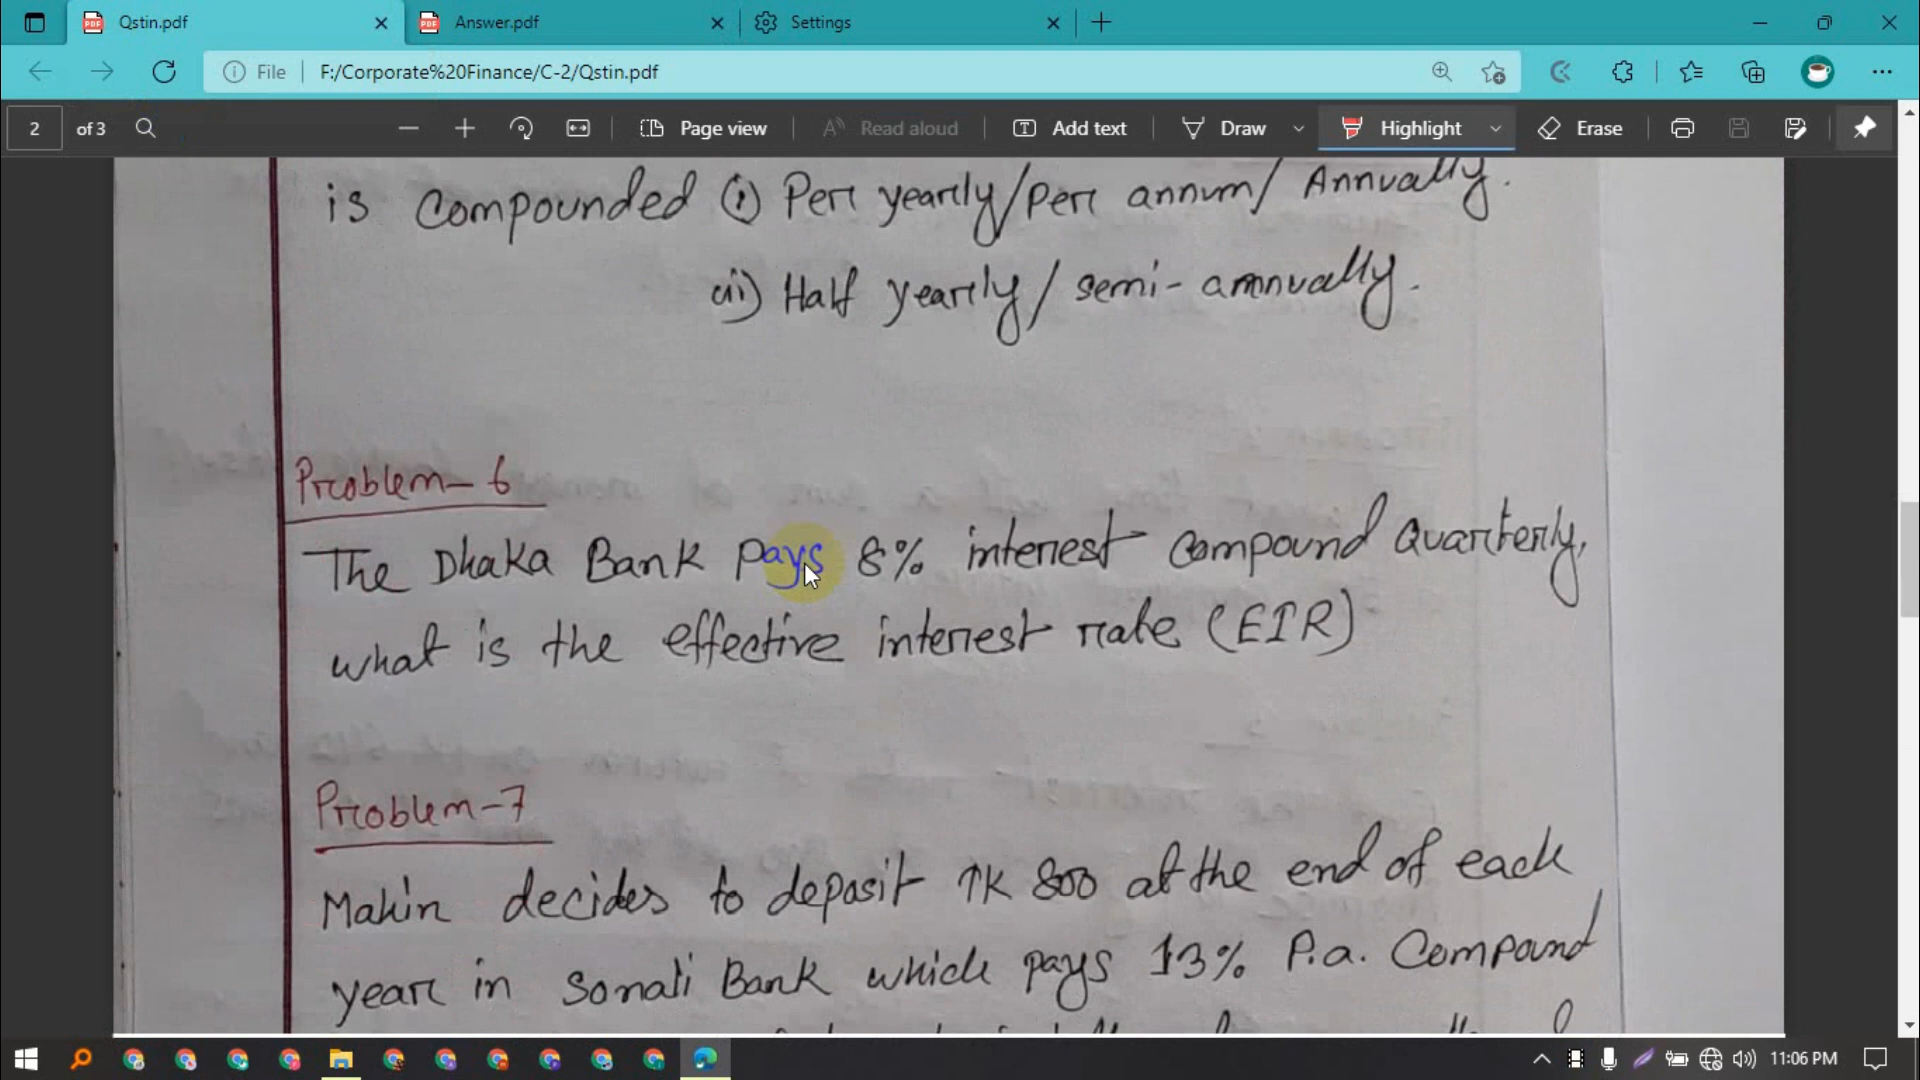 Qstin.pdf
Answer.pdf
Settings
File
F:/Corporate%20Finance/C-2/Qstin.pdf
2 of 3
Page view
Read aloud
Add text
Draw
Highlight
Erase
is compounded (i) Per yearly/per annum/ Annually.
(ii) Half yearly/ semi-annually.
Problem-6
The Dhaka Bank pays 8% interest compound Quarterly,
what is the effective interest rate (EIR)
Problem-7
Makin decides to deposit TK 800 at the end of each
year in Sonali Bank which pays 13% P.a. Compound
11:06 PM